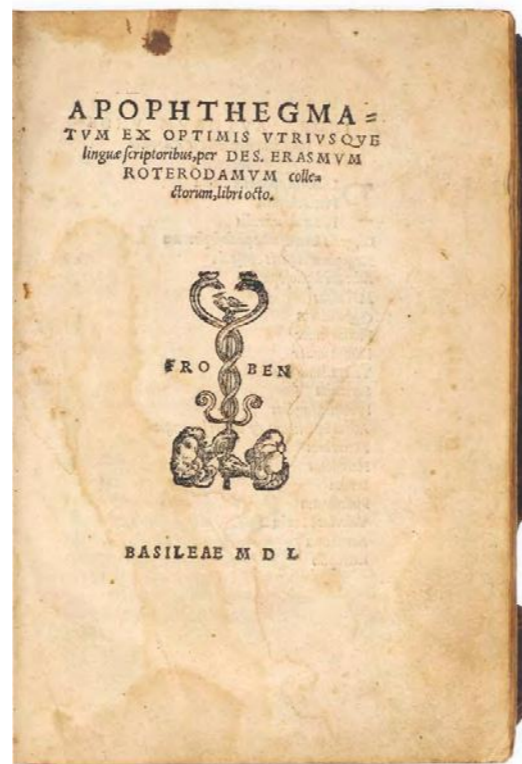 APOPHTHEGMA=
TVM EX OPTIMIS VTRIVSQVE
linguæ scriptoribus, per DES. ERASMVM
ROTERODAMVM colle=
ctorum, libri octo.
FRO BEN
BASILEAE M D L